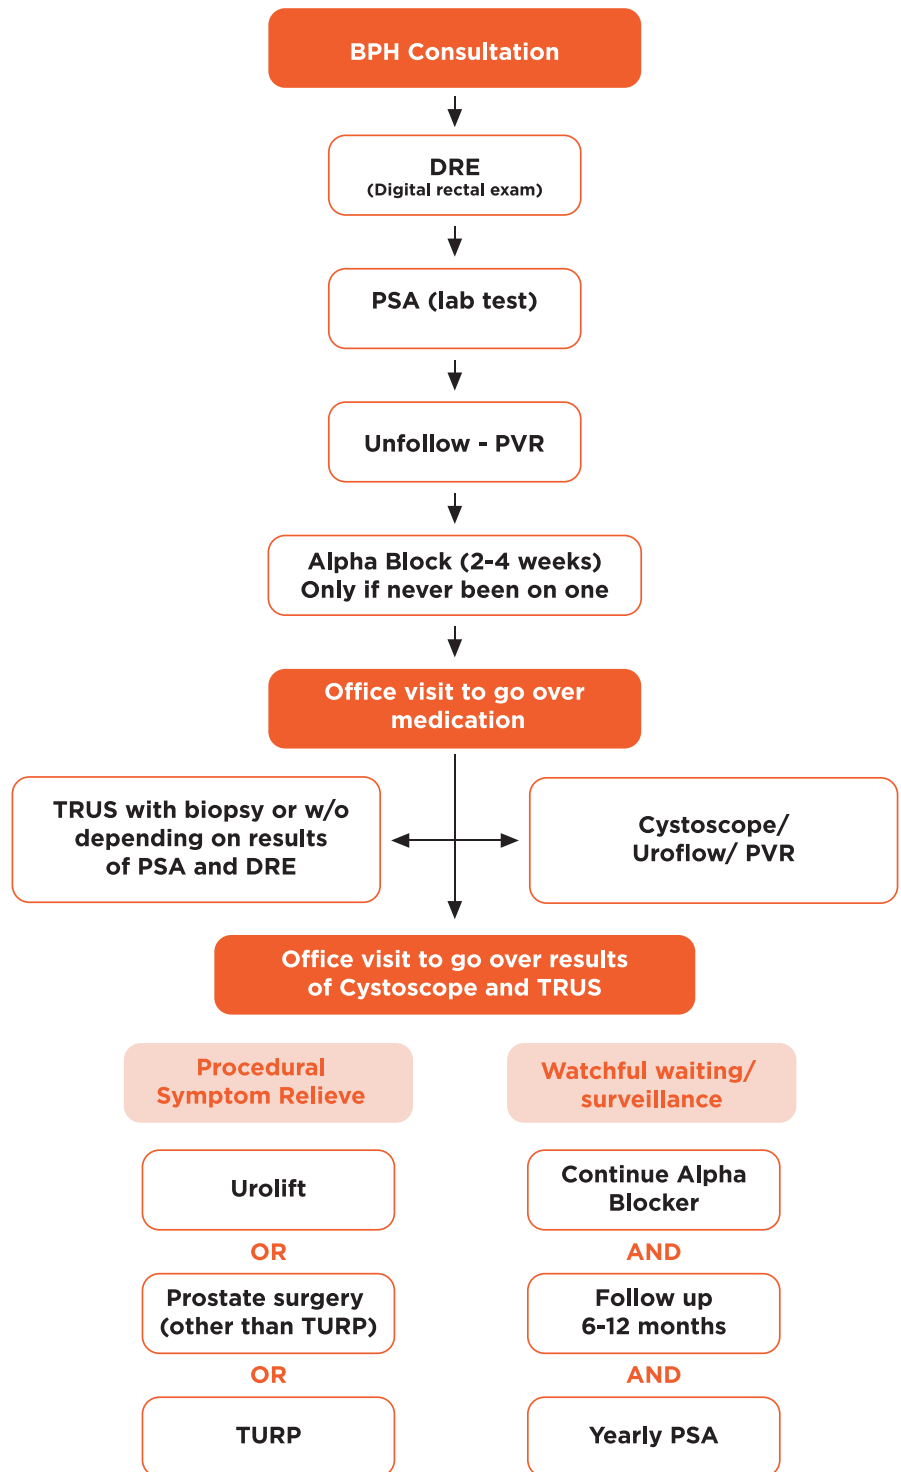 BPH Consultation
DRE
(Digital rectal exam)
PSA (lab test)
Unfollow - PVR
Alpha Block (2-4 weeks)
Only if never been on one
Office visit to go over
medication
TRUS with biopsy or w/o
depending on results
of PSA and DRE
Cystoscope/
Uroflow/ PVR
Office visit to go over results
of Cystoscope and TRUS
Procedural
Symptom Relieve
Urolift
OR
Prostate surgery
(other than TURP)
OR
TURP
Watchful waiting/
surveillance
Continue Alpha
Blocker
AND
Follow up
6-12 months
AND
Yearly PSA